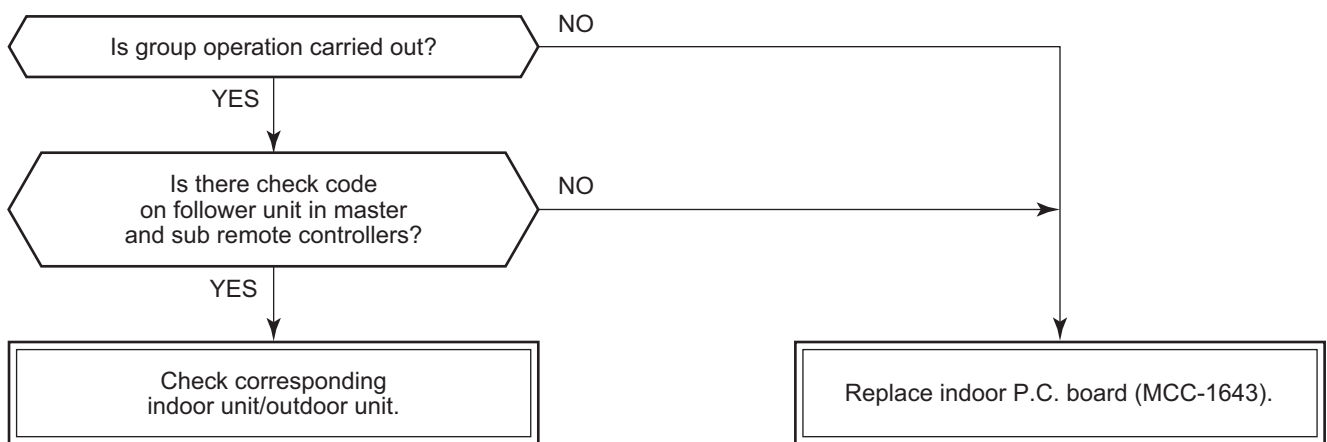 Is group operation carried out?
NO
YES
Is there check code
on follower unit in master
and sub remote controllers?
NO
YES
Check corresponding
indoor unit/outdoor unit.
Replace indoor P.C. board (MCC-1643).